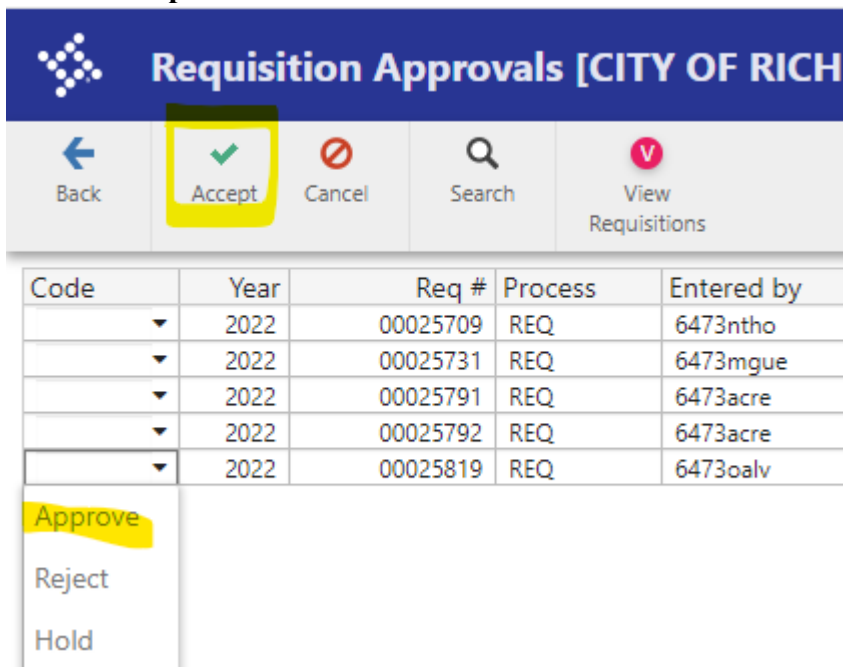 Requisition Approvals [CITY OF RICH
Back Accept Cancel Search View Requisitions
V
Code Year Req # Process Entered by
2022 00025709 REQ 6473ntho
2022 00025731 REQ 6473mgue
2022 00025791 REQ 6473acre
2022 00025792 REQ 6473acre
2022 00025819 REQ 6473oalv
Approve
Reject
Hold